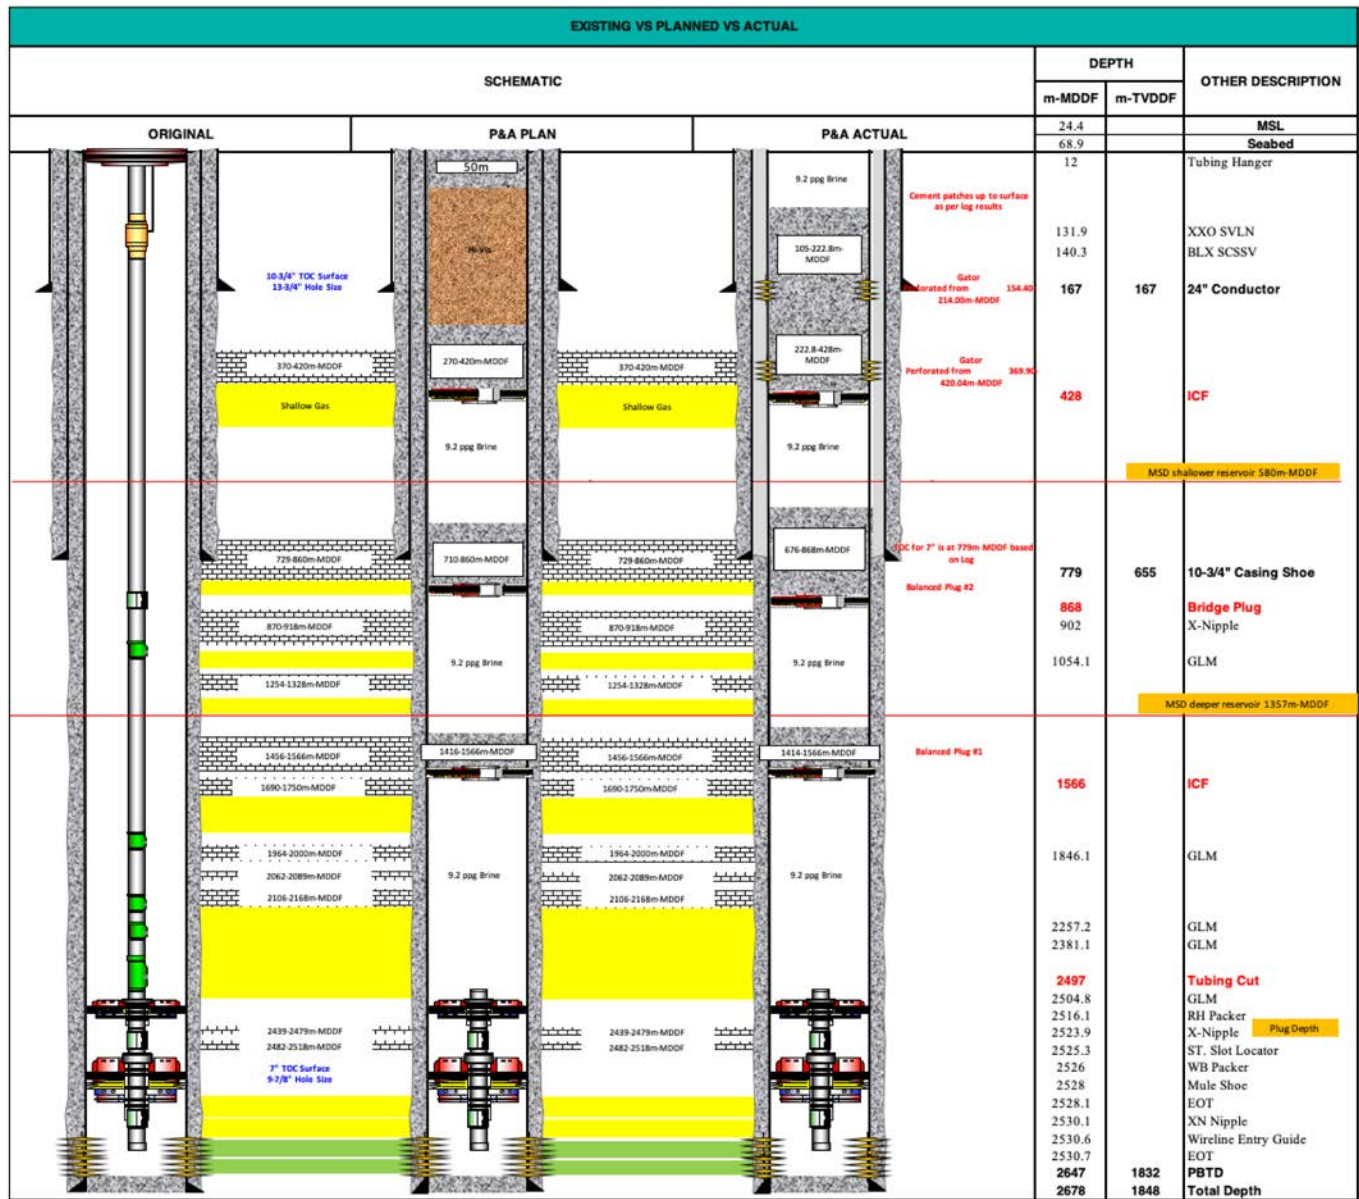 EXISTING VS PLANNED VS ACTUAL
SCHEMATIC
DEPTH
OTHER DESCRIPTION
m-MDDF
m-TVDDF
ORIGINAL
P&A PLAN
P&A ACTUAL
24.4 MSL
68.9 Seabed
12 Tubing Hanger
131.9 XXO SVLN
140.3 BLX SCSSV
167 167 24" Conductor
428 ICF
MSD shallower reservoir 580m-MDDF
779 655 10-3/4" Casing Shoe
868 Bridge Plug
902 X-Nipple
1054.1 GLM
MSD deeper reservoir 1357m-MDDF
1566 ICF
1846.1 GLM
2257.2 GLM
2381.1 GLM
2497 Tubing Cut
2504.8 GLM
2516.1 RH Packer
2523.9 X-Nipple
Plug Depth
2525.3 ST. Slot Locator
2526 WB Packer
2528 Mule Shoe
2528.1 EOT
2530.1 XN Nipple
2530.6 Wireline Entry Guide
2530.7 EOT
2647 1832 PBTD
2678 1848 Total Depth
10-3/4" TOC Surface
13-3/4" Hole Size
370-420m-MDDF
Shallow Gas
729-860m-MDDF
870-918m-MDDF
1254-1328m-MDDF
1456-1566m-MDDF
1690-1750m-MDDF
1964-2000m-MDDF
2062-2089m-MDDF
2106-2168m-MDDF
2439-2479m-MDDF
2482-2518m-MDDF
7" TOC Surface
9-7/8" Hole Size
50m
Hi-Vis
270-420m-MDDF
9.2 ppg Brine
710-860m-MDDF
9.2 ppg Brine
1416-1566m-MDDF
9.2 ppg Brine
370-420m-MDDF
Shallow Gas
729-860m-MDDF
870-918m-MDDF
1254-1328m-MDDF
1456-1566m-MDDF
1690-1750m-MDDF
1964-2000m-MDDF
2062-2089m-MDDF
2106-2168m-MDDF
2439-2479m-MDDF
2482-2518m-MDDF
9.2 ppg Brine
105-222.8m-
MDDF
222.8-428m-
MDDF
9.2 ppg Brine
676-868m-MDDF
9.2 ppg Brine
1414-1566m-MDDF
9.2 ppg Brine
Cement patches up to surface
as per log results
Gator
from 154.40-
214.00m-MDDF
Gator
Perforated from 369.90-
420.04m-MDDF
for 7" is at 779m MDDF based
on Log
Balanced Plug #2
Balanced Plug #1